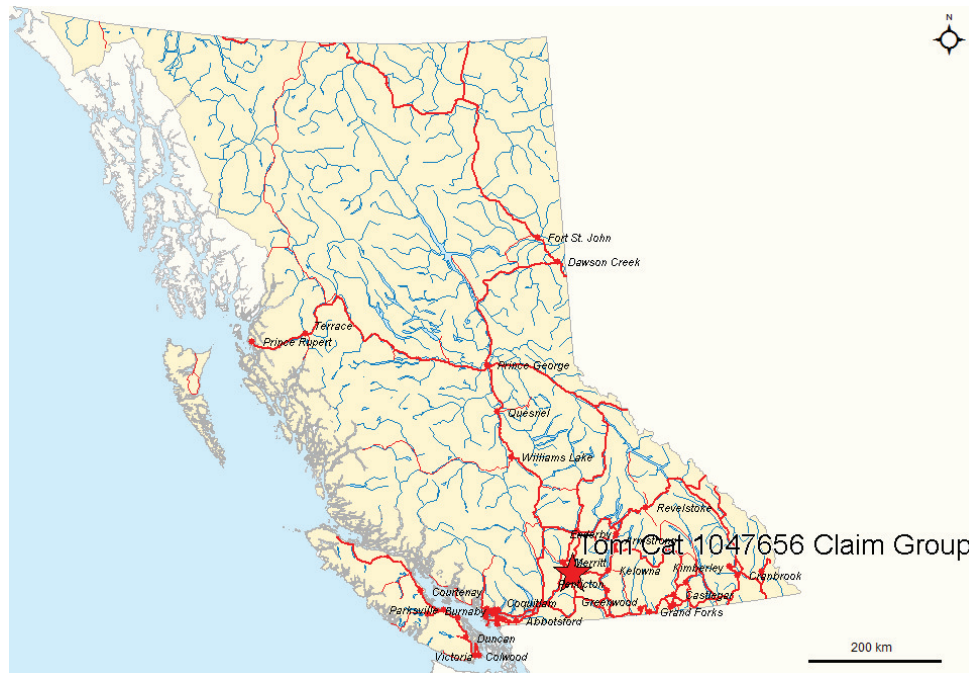 N
Fort St. John
Dawson Creek
Terrace
Prince Rupert
Prince George
Quesnel
Williams Lake
Revelstoke
Enderby
Armstrong
Tom Cat 1047656 Claim Group
Merritt
Kelowna
Kimberley
Cranbrook
Penticton
Courtenay
Castlegar
Greenwood
Coquitlam
Parksville
Burnaby
Grand Forks
Abbotsford
Duncan
Victoria
Colwood
200 km